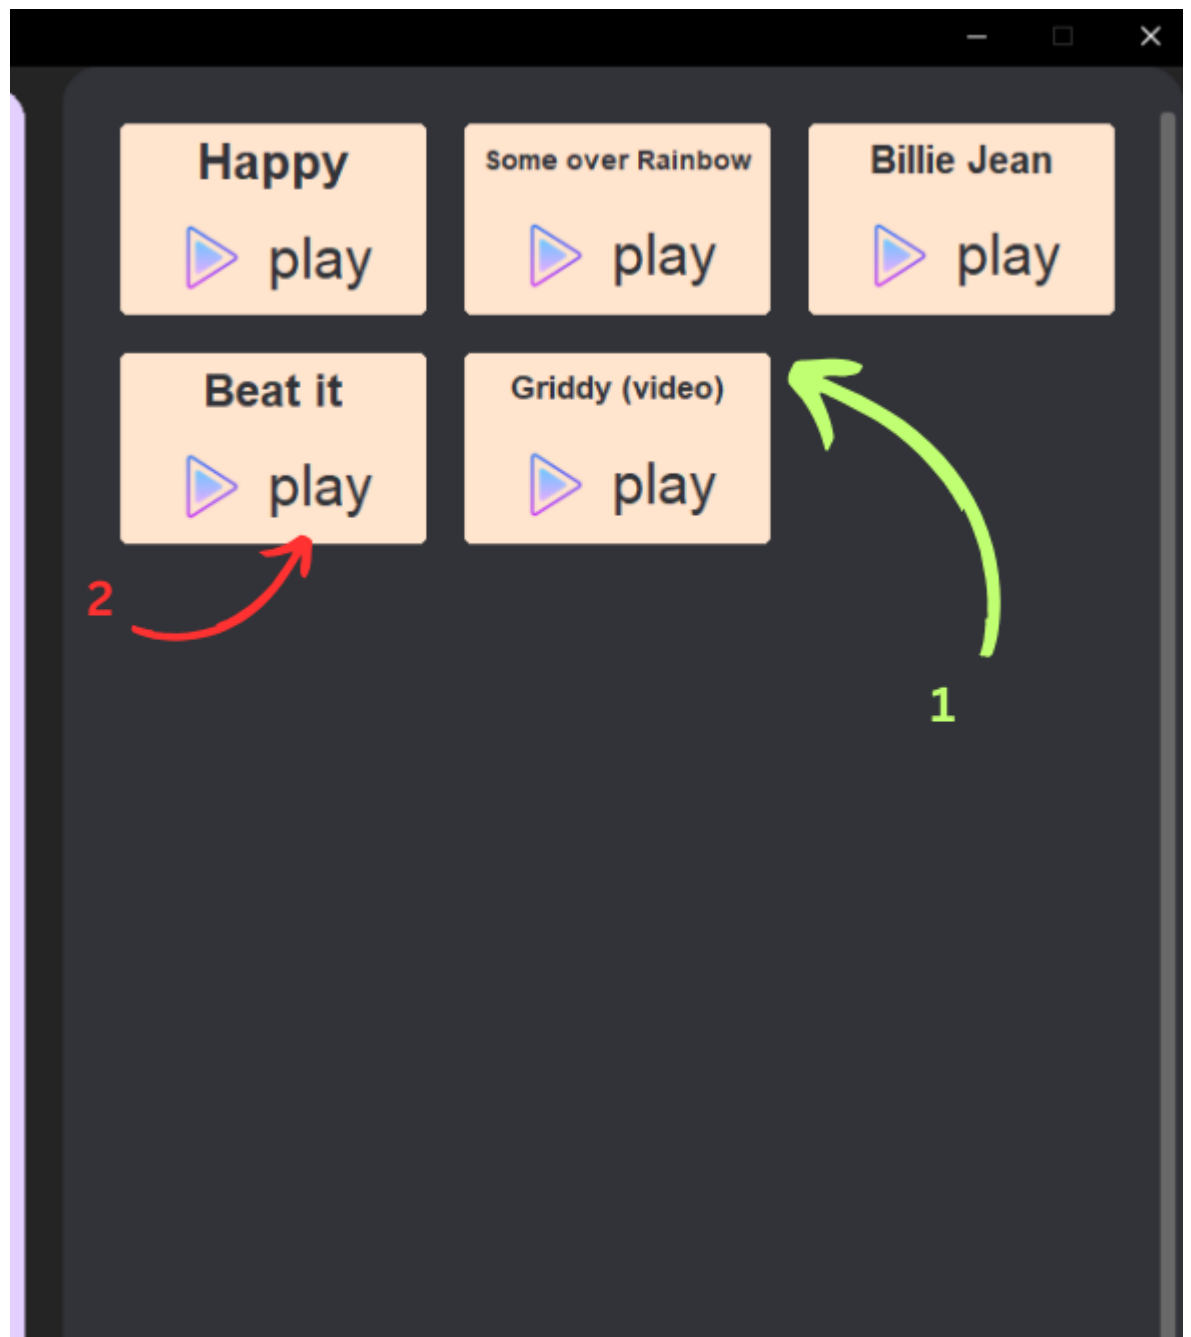 Happy
Some over Rainbow
Billie Jean
play
play
play
Beat it
Griddy (video)
play
play
2
1